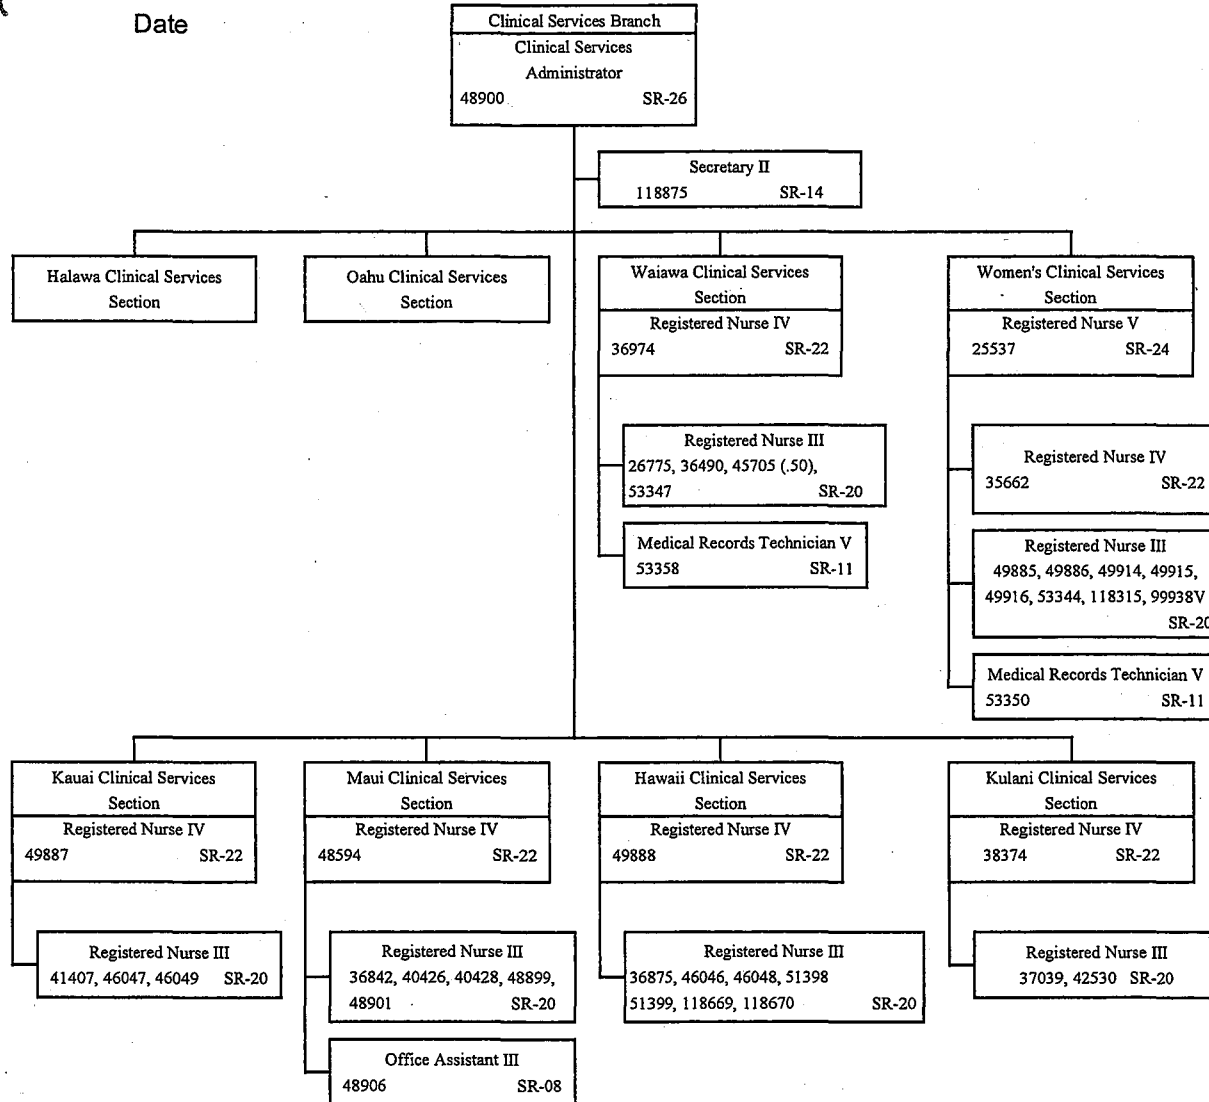 Date
Clinical Services Branch
Clinical Services
Administrator
48900 SR-26
Secretary II
118875 SR-14
Halawa Clinical Services
Section
Oahu Clinical Services
Section
Waiawa Clinical Services
Section
Registered Nurse IV
36974 SR-22
Registered Nurse III
26775, 36490, 45705 (.50),
53347 SR-20
Medical Records Technician V
53358 SR-11
Women's Clinical Services
Section
Registered Nurse V
25537 SR-24
Registered Nurse IV
35662 SR-22
Registered Nurse III
49885, 49886, 49914, 49915,
49916, 53344, 118315, 99938V
SR-20
Medical Records Technician V
53350 SR-11
Kauai Clinical Services
Section
Registered Nurse IV
49887 SR-22
Registered Nurse III
41407, 46047, 46049 SR-20
Maui Clinical Services
Section
Registered Nurse IV
48594 SR-22
Registered Nurse III
36842, 40426, 40428, 48899,
48901 SR-20
Office Assistant III
48906 SR-08
Hawaii Clinical Services
Section
Registered Nurse IV
49888 SR-22
Registered Nurse III
36875, 46046, 46048, 51398
51399, 118669, 118670 SR-20
Kulani Clinical Services
Section
Registered Nurse IV
38374 SR-22
Registered Nurse III
37039, 42530 SR-20